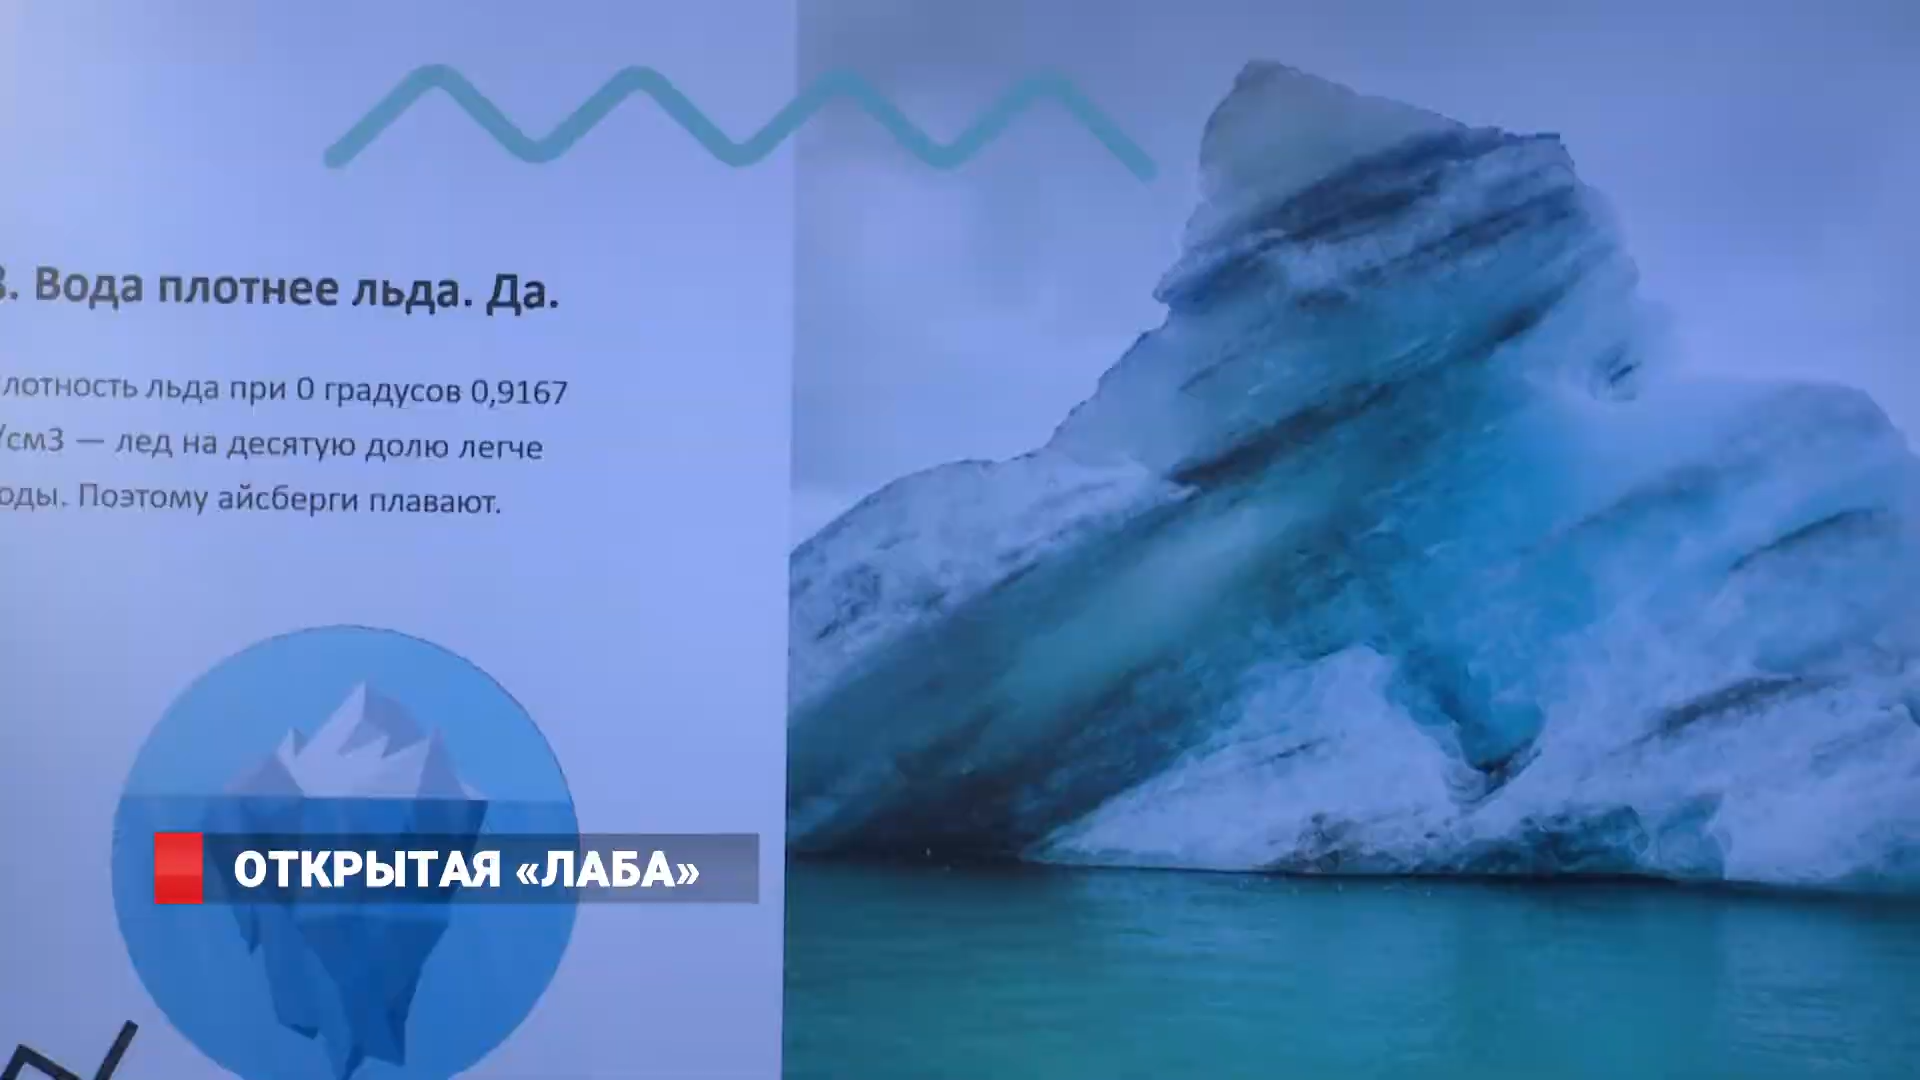 3. Вода плотнее льда. Да.
лотность льда при 0 градусов 0,9167
/см3 — лед на десятую долю легче
оды. Поэтому айсберги плавают.
ОТКРЫТАЯ «ЛАБА»